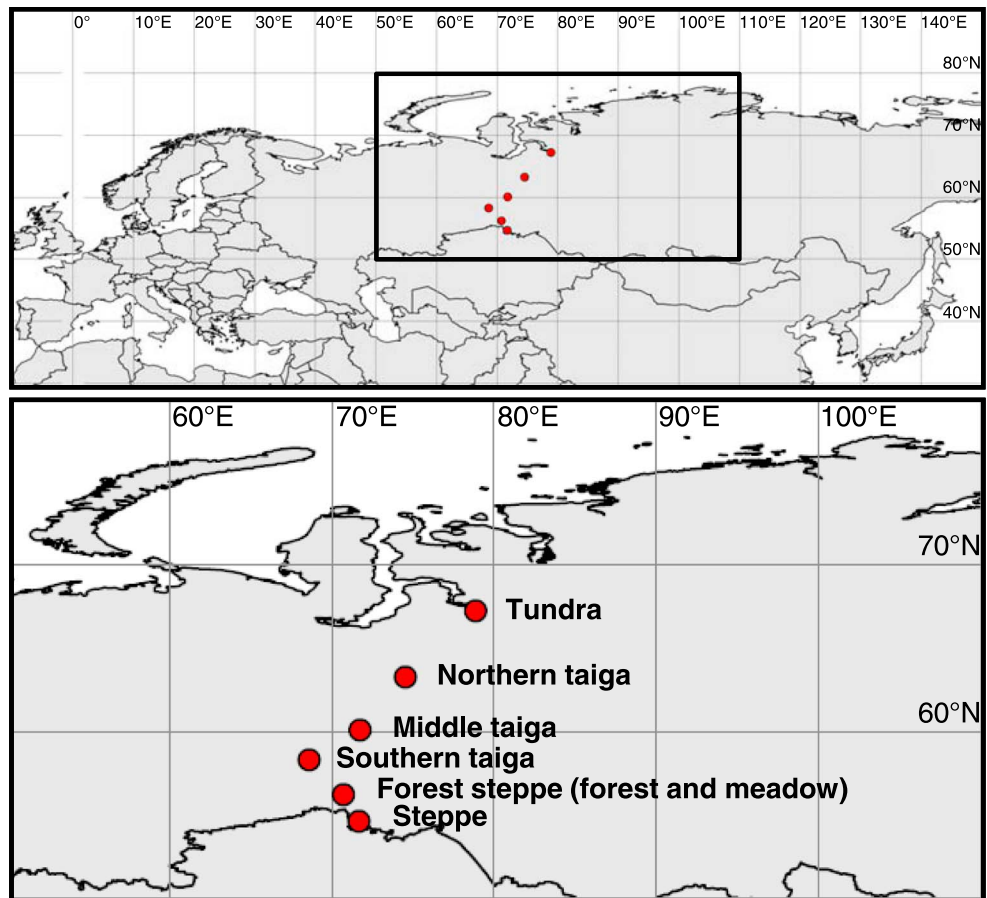 0° 10°E 20°E 30°E 40°E 50°E 60°E 70°E 80°E 90°E 100°E 110°E 120°E 130°E 140°E
80°N
70°N
60°N
50°N
40°N
60°E 70°E 80°E 90°E 100°E
70°N
Tundra
Northern taiga
60°N
Middle taiga
Southern taiga
Forest steppe (forest and meadow)
Steppe